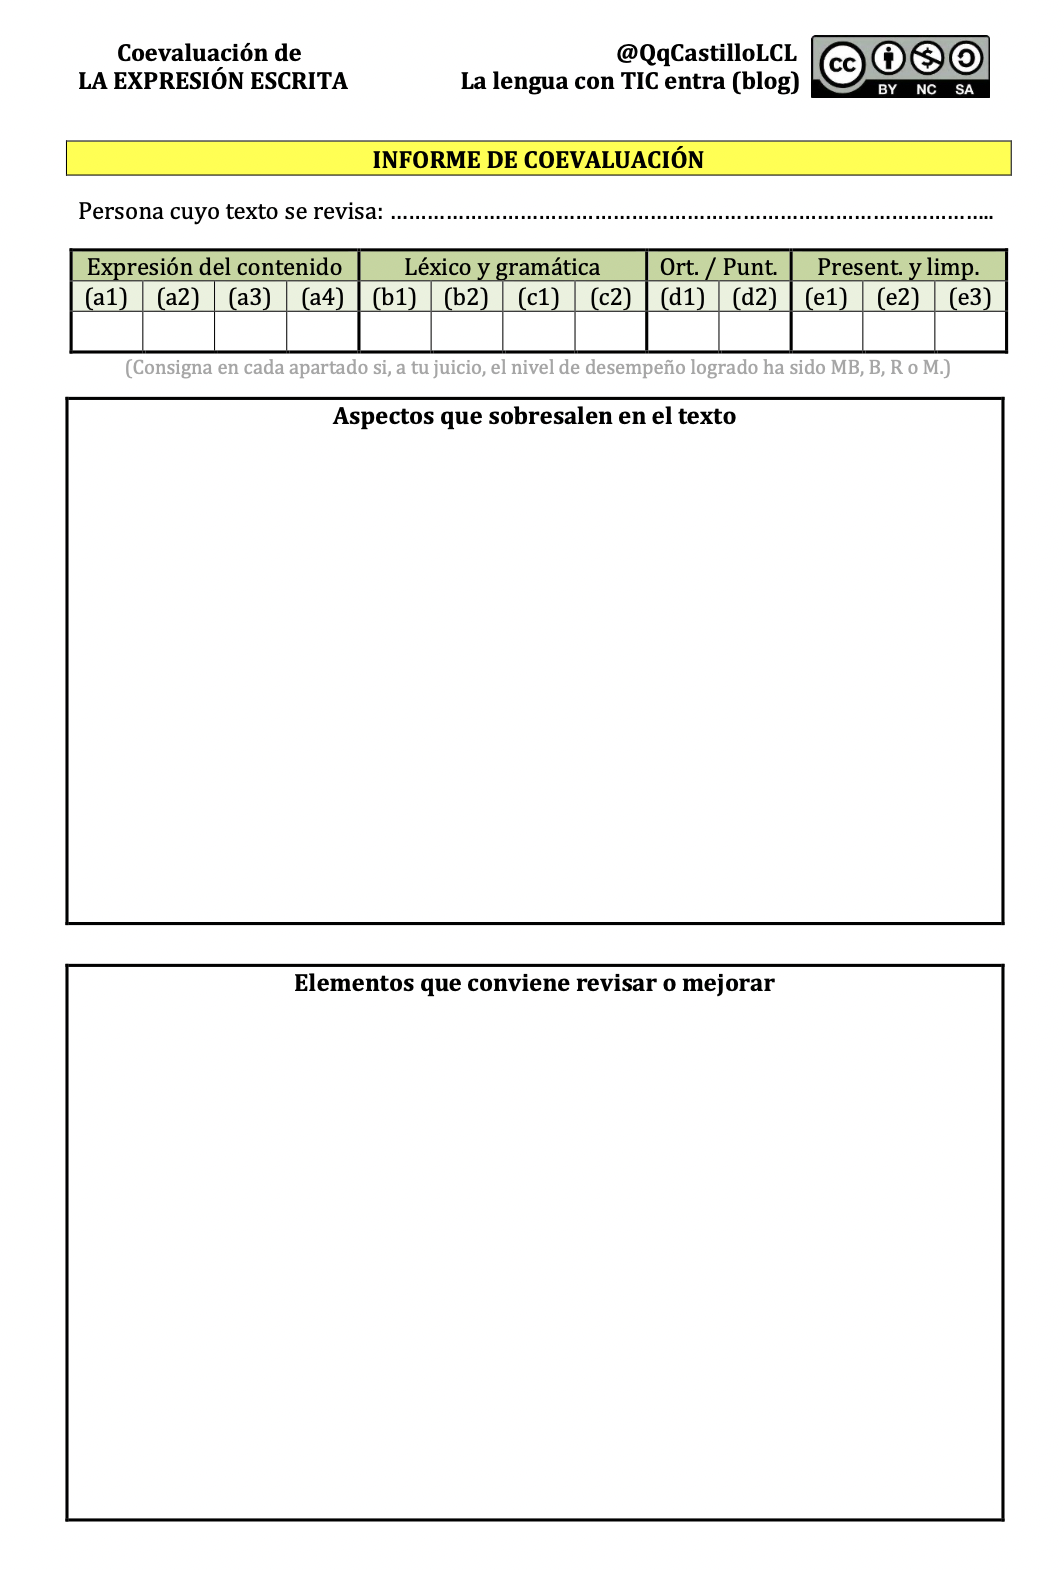 Coevaluación de
LA EXPRESIÓN ESCRITA
@QqCastilloLCL
La lengua con TIC entra (blog)
cc
BY NC SA
INFORME DE COEVALUACIÓN
Persona cuyo texto se revisa: ……………………………………………………………………………………..
Expresión del contenido Léxico y gramática Ort. / Punt. Present. y limp.
(a1) (a2) (a3) (a4) (b1) (b2) (c1) (c2) (d1) (d2) (e1) (e2) (e3)
(Consigna en cada apartado si, a tu juicio, el nivel de desempeño logrado ha sido MB, B, R o M.)
Aspectos que sobresalen en el texto
Elementos que conviene revisar o mejorar